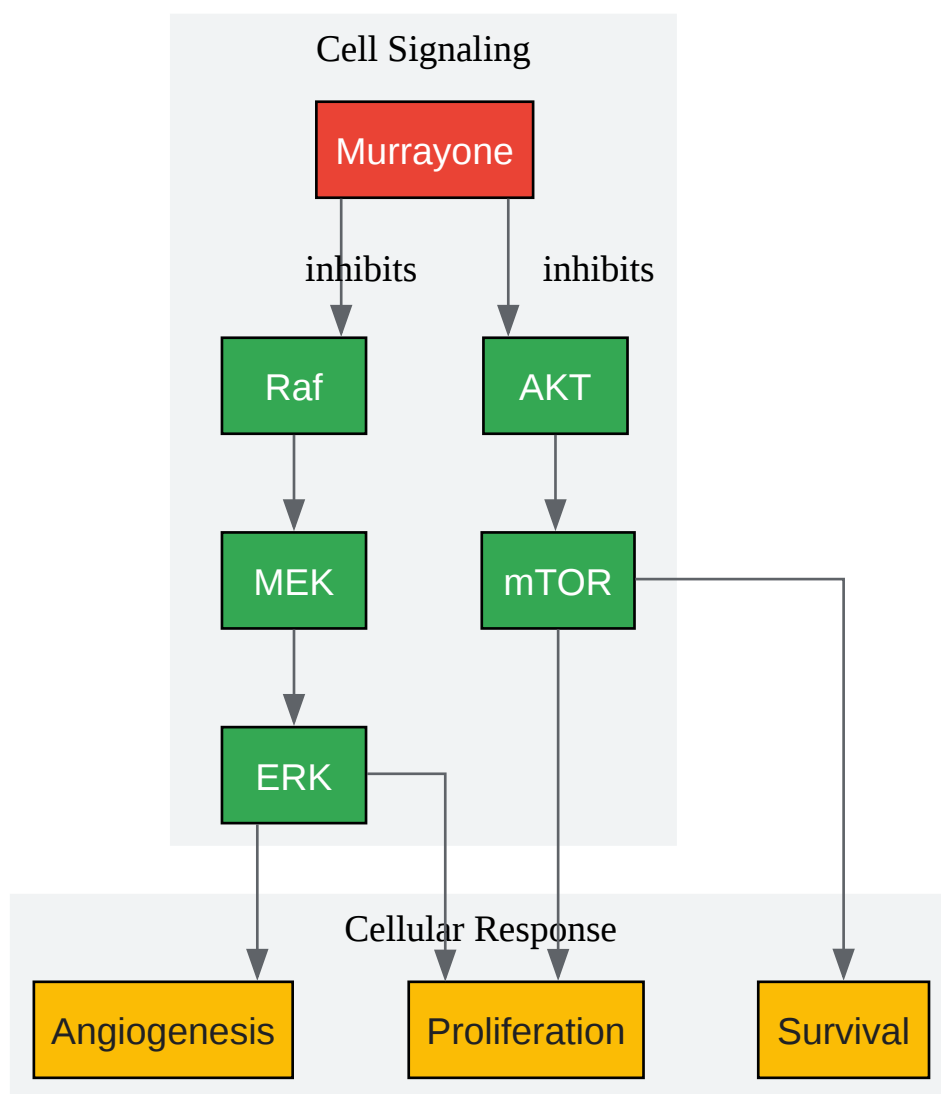 Cell Signaling
Murrayone
inhibits
inhibits
Raf
AKT
MEK
mTOR
ERK
Cellular Response
Angiogenesis
Proliferation
Survival